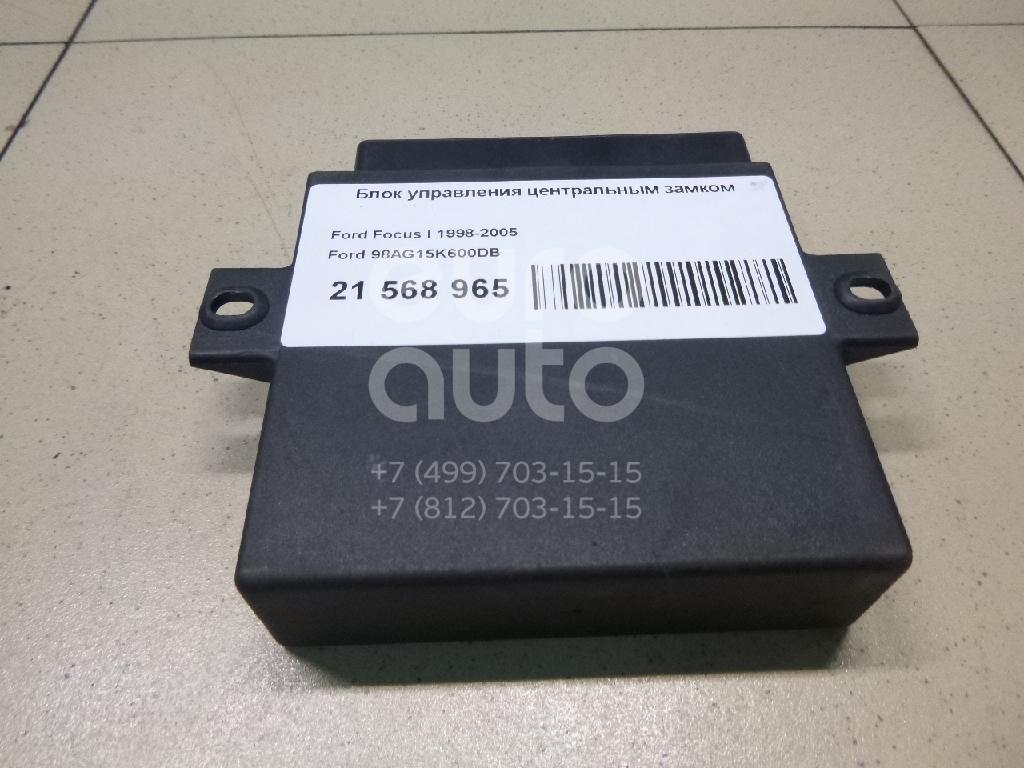 Блок управления центральным замком
Ford Focus I 1998-2005
Ford 98AG15K600DB
21 568 965
euro
auto
+7 (499) 703-15-15
+7 (812) 703-15-15